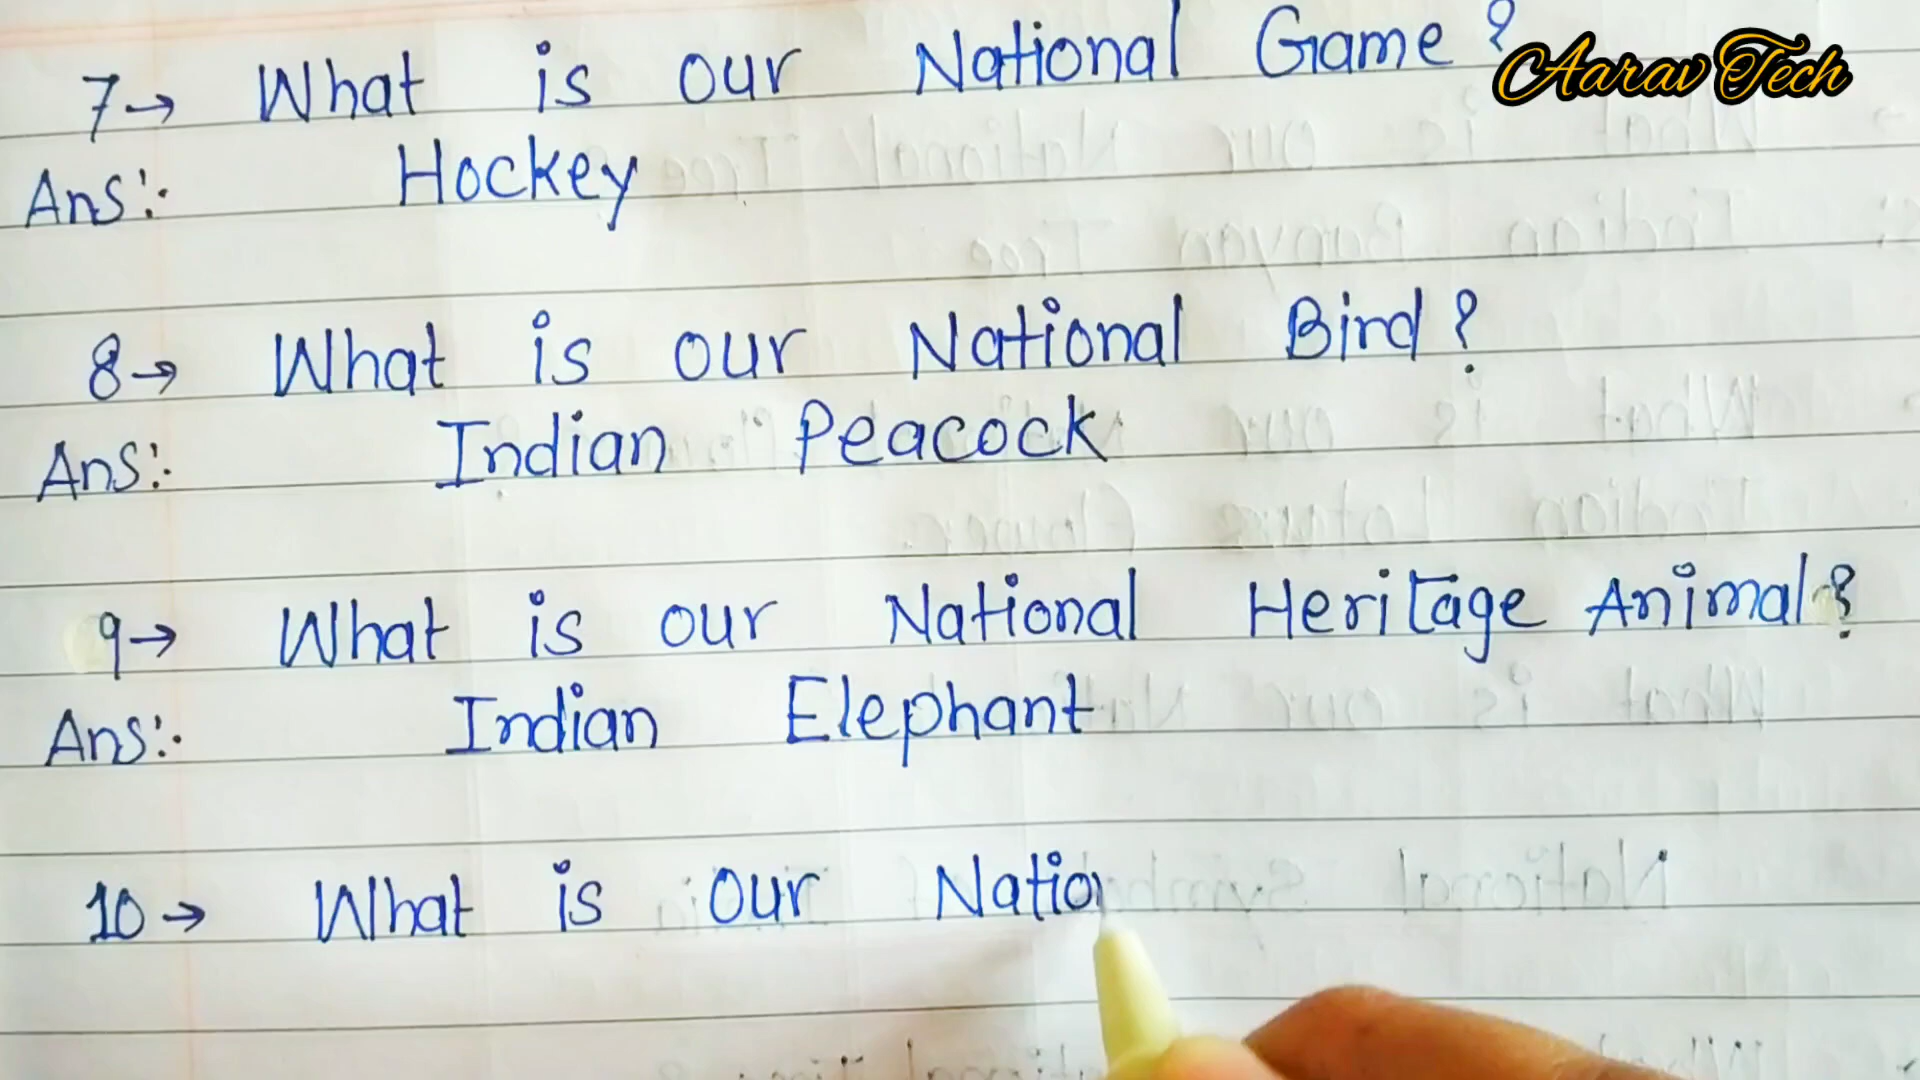 7→ What is our National Game?
Aarav Tech
Ans:- Hockey
8→ What is our National Bird?
Ans:- Indian Peacock
9→ What is our National Heritage Animal?
Ans:- Indian Elephant
10→ What is our Natio